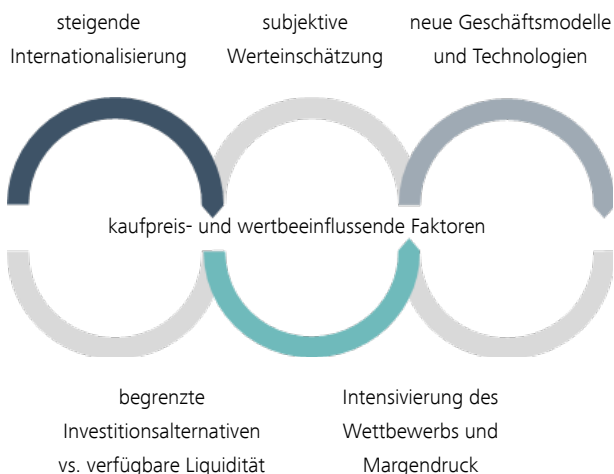 steigende
Internationalisierung
subjektive
Werteinschätzung
neue Geschäftsmodelle
und Technologien
kaufpreis- und wertbeeinflussende Faktoren
begrenzte
Investitionsalternativen
vs. verfügbare Liquidität
Intensivierung des
Wettbewerbs und
Margendruck